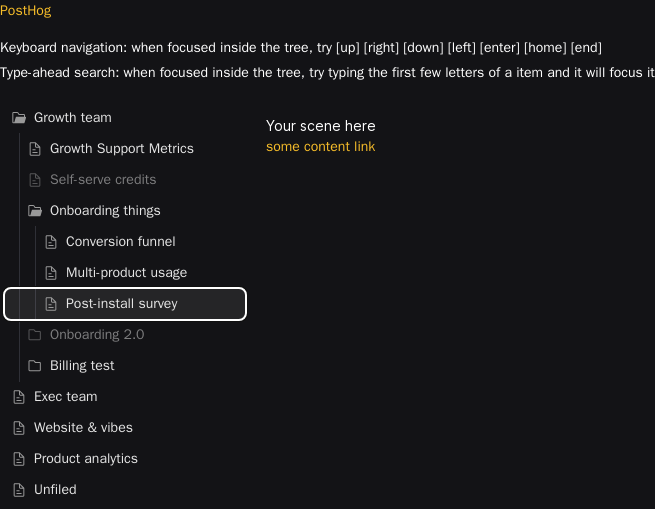 PostHog
Keyboard navigation: when focused inside the tree, try [up] [right] [down] [left] [enter] [home] [end]
Type-ahead search: when focused inside the tree, try typing the first few letters of a item and it will focus it
Growth team
Growth Support Metrics
Self-serve credits
Onboarding things
Conversion funnel
Multi-product usage
Post-install survey
Onboarding 2.0
Billing test
Exec team
Website & vibes
Product analytics
Unfiled
Your scene here
some content link